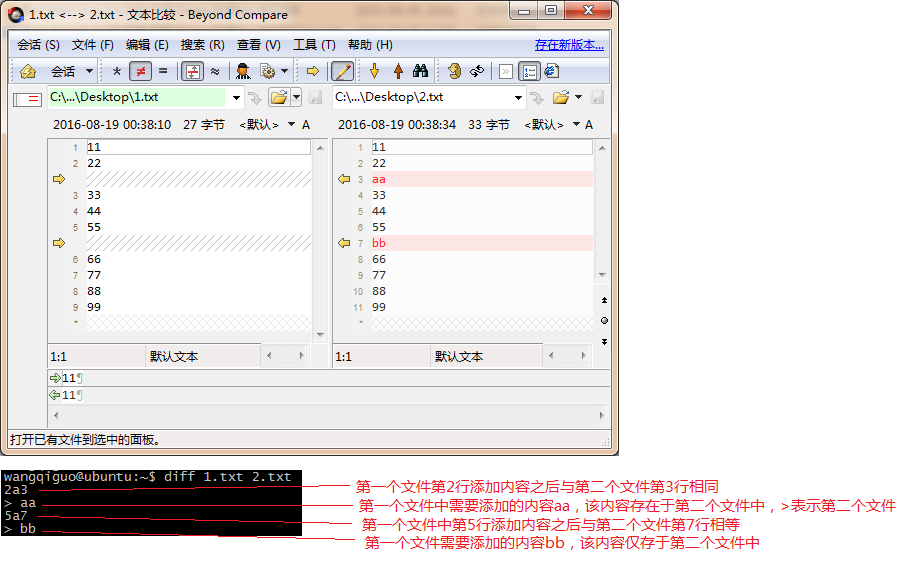 1.txt <--> 2.txt - 文本比较 - Beyond Compare
会话 (S) 文件 (F) 编辑 (E) 搜索 (R) 查看 (V) 工具 (T) 帮助 (H) 存在新版本...
会话 * ≠ = ≈
C:\...\Desktop\1.txt C:\...\Desktop\2.txt
2016-08-19 00:38:10 27 字节 <默认> A 2016-08-19 00:38:34 33 字节 <默认> A
1 11 1 11
2 22 2 22
3 aa
3 33 4 33
4 44 5 44
5 55 6 55
7 bb
6 66 8 66
7 77 9 77
8 88 10 88
9 99 11 99
1:1 默认文本 1:1 默认文本
11¶
11¶
打开已有文件到选中的面板。
wangqiguo@ubuntu:~$ diff 1.txt 2.txt
2a3 第一个文件第2行添加内容之后与第二个文件第3行相同
> aa 第一个文件中需要添加的内容aa，该内容存在于第二个文件中，>表示第二个文件
5a7 第一个文件中第5行添加内容之后与第二个文件第7行相等
> bb 第一个文件需要添加的内容bb，该内容仅存于第二个文件中